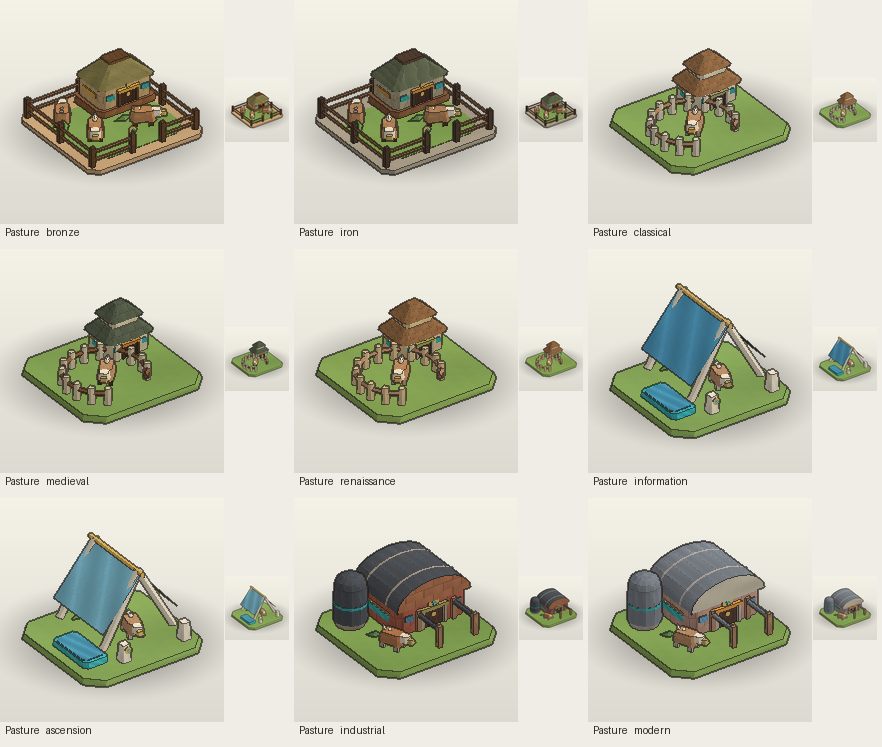 Pasture bronze
Pasture iron
Pasture classical
Pasture medieval
Pasture renaissance
Pasture information
Pasture ascension
Pasture industrial
Pasture modern